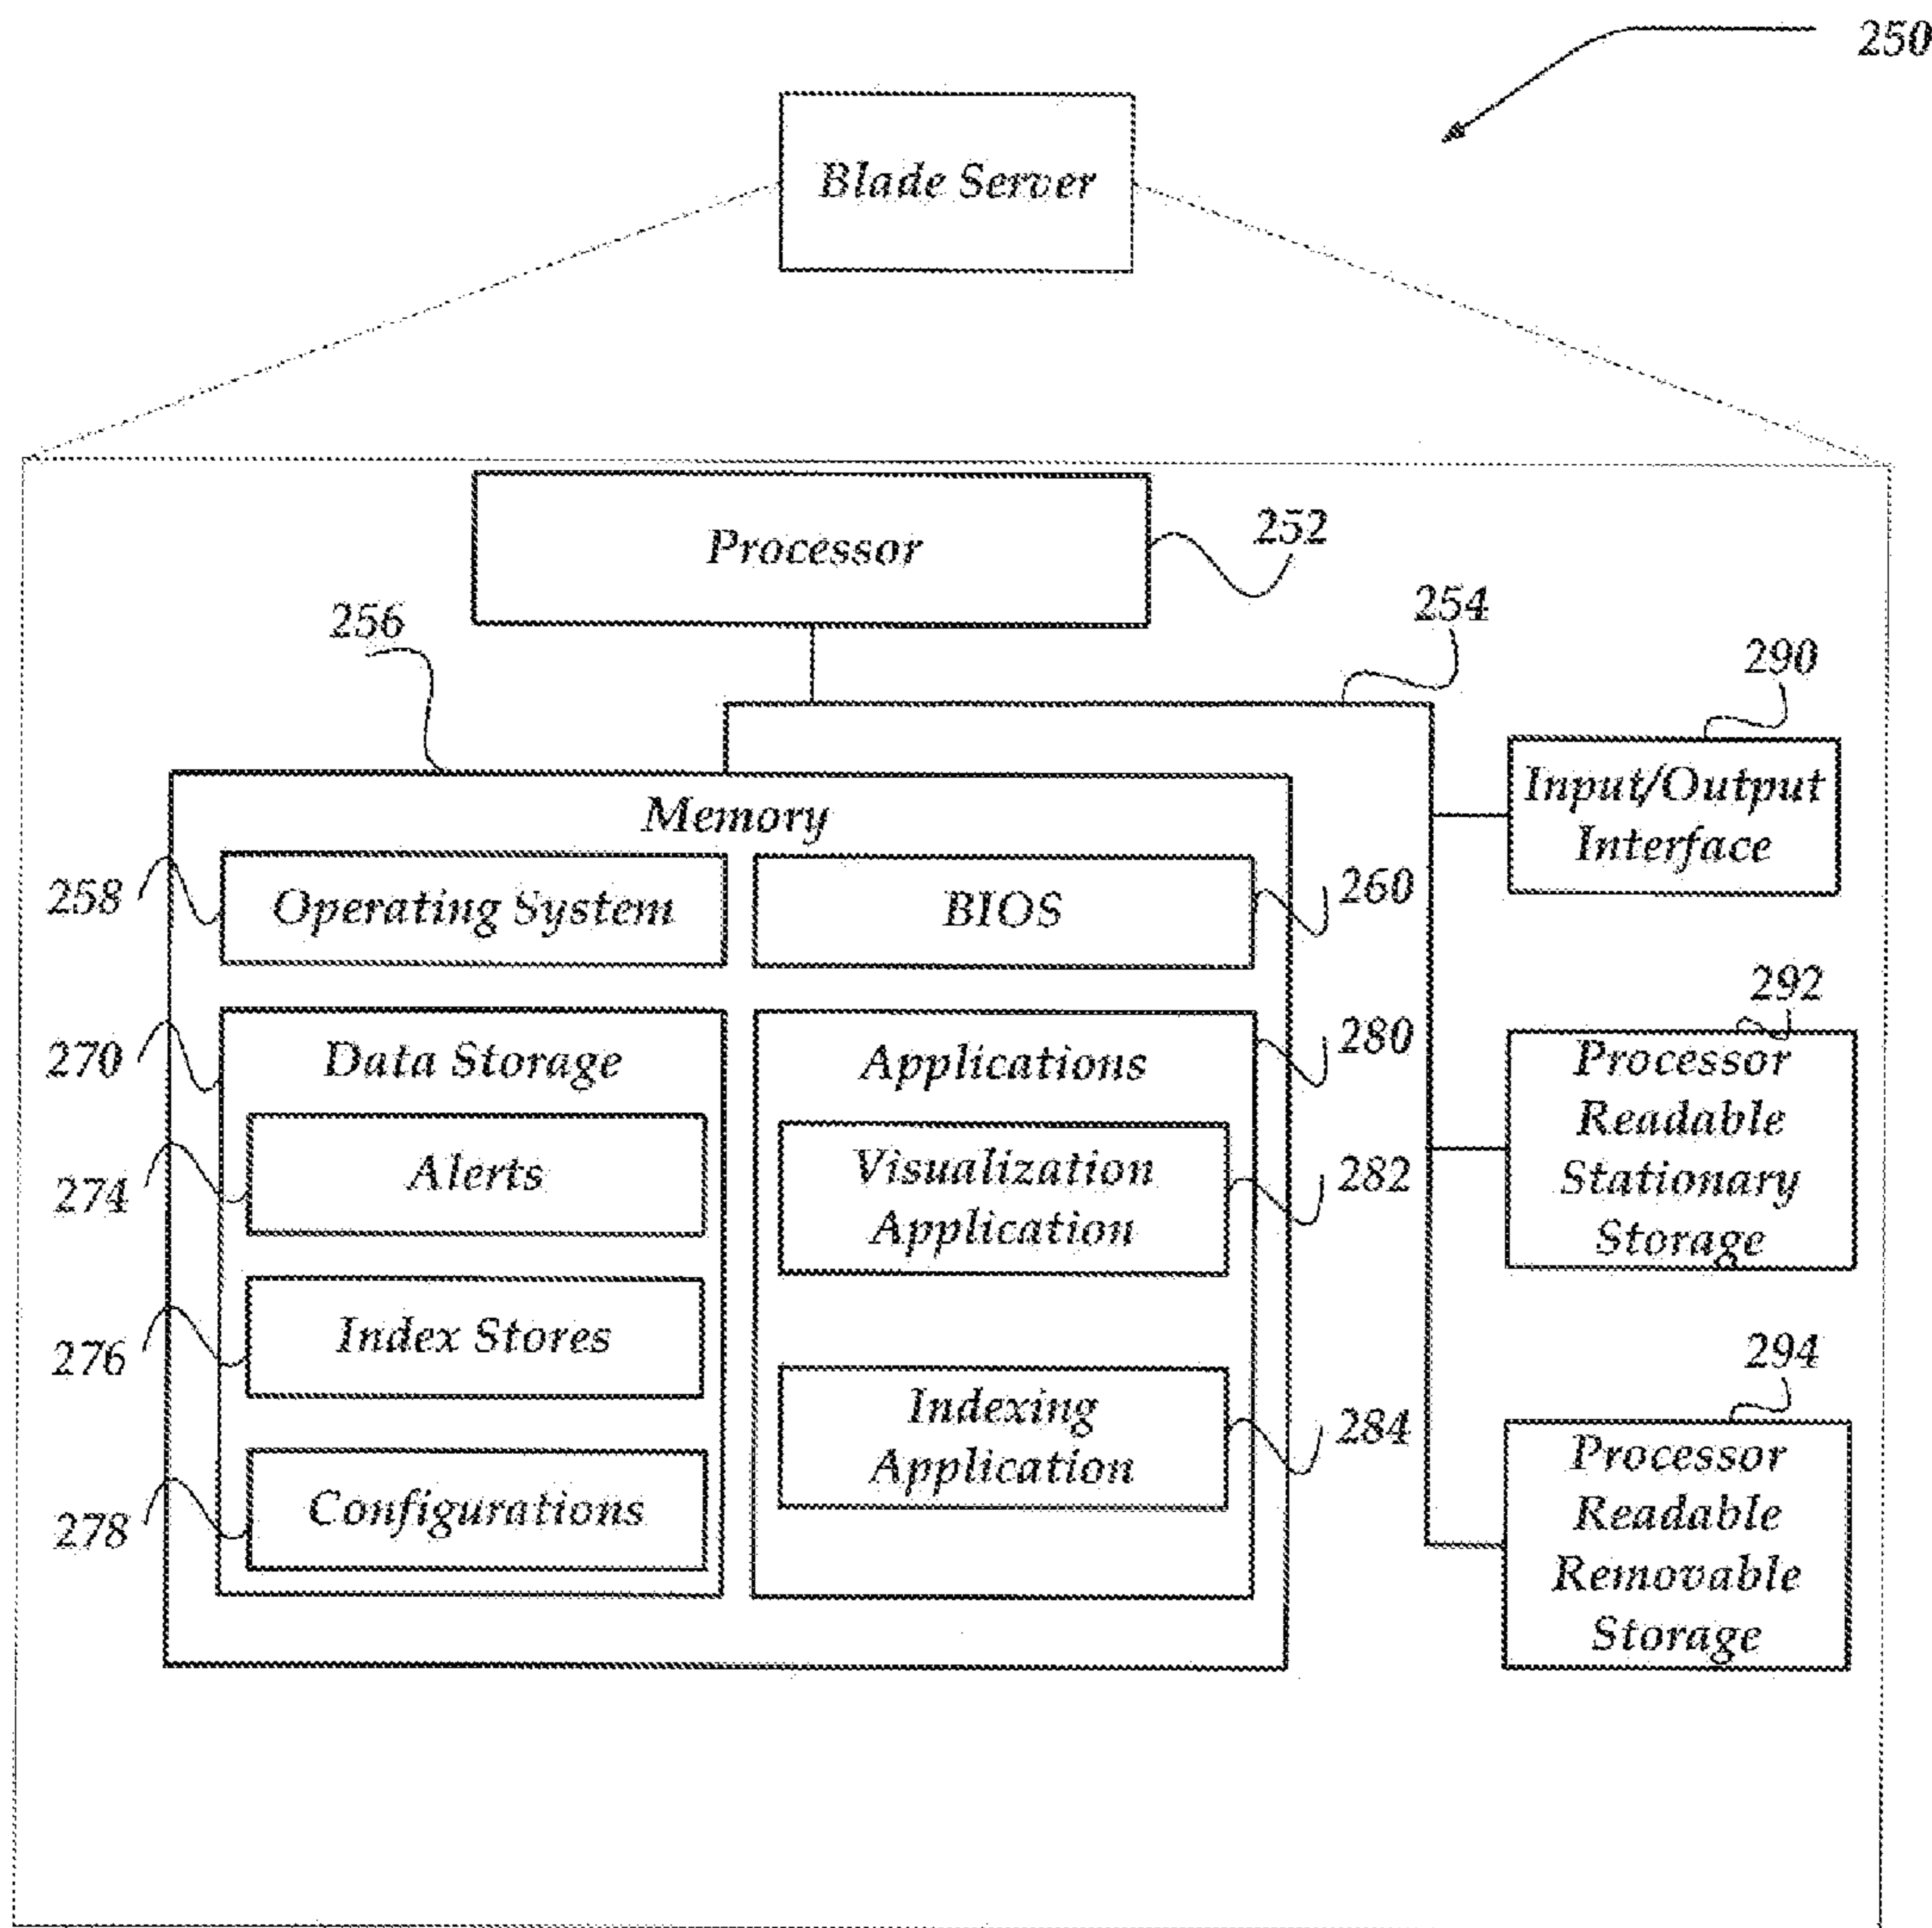 250
Blade Server
Processor
252
256
254
290
Memory
Input/Output
Interface
258
Operating System
BIOS
260
292
270
Data Storage
Applications
280
Processor
Readable
Stationary
Storage
274
Alerts
Visualization
Application
282
276
Index Stores
294
Indexing
Application
284
Processor
Readable
Removable
Storage
278
Configurations